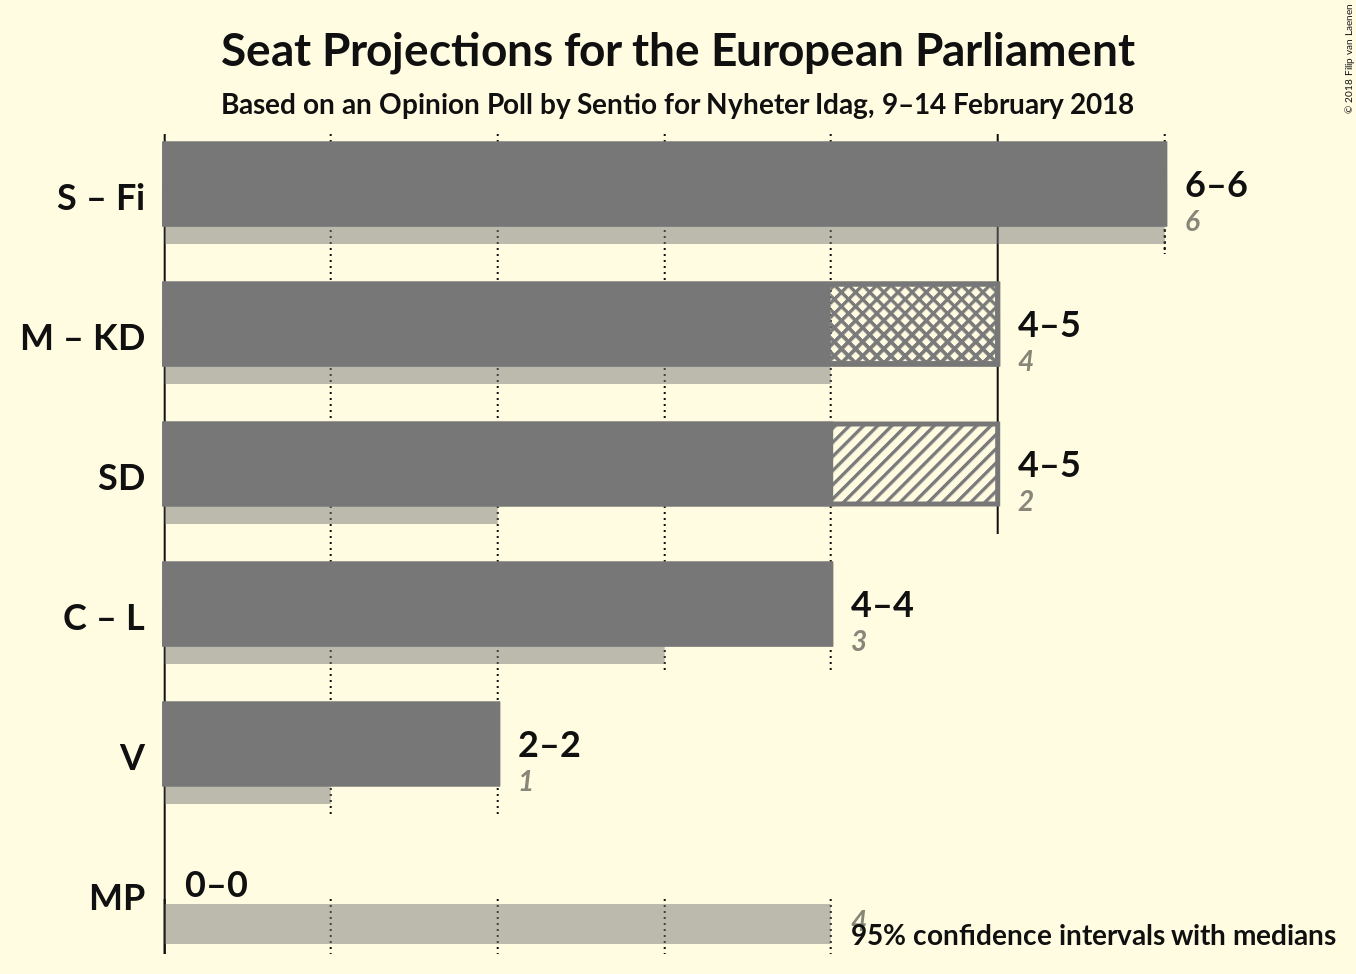 Seat Projections for the European Parliament
Based on an Opinion Poll by Sentio for Nyheter Idag, 9–14 February 2018
© 2018 Filip van Laenen
S – Fi
6–6
6
M – KD
4–5
4
SD
4–5
2
C – L
4–4
3
V
2–2
1
MP
0–0
4
95% confidence intervals with medians